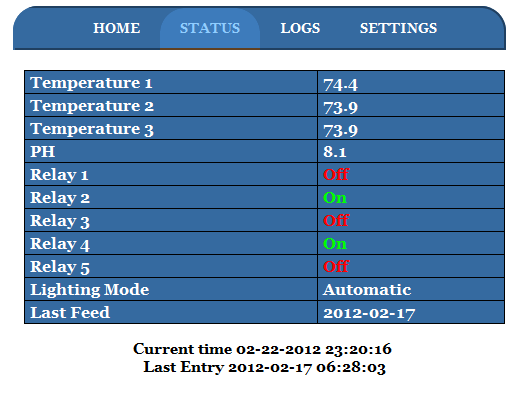 HOME STATUS LOGS SETTINGS
Temperature 1 74.4
Temperature 2 73.9
Temperature 3 73.9
PH 8.1
Relay 1 Off
Relay 2 On
Relay 3 Off
Relay 4 On
Relay 5 Off
Lighting Mode Automatic
Last Feed 2012-02-17
Current time 02-22-2012 23:20:16
Last Entry 2012-02-17 06:28:03